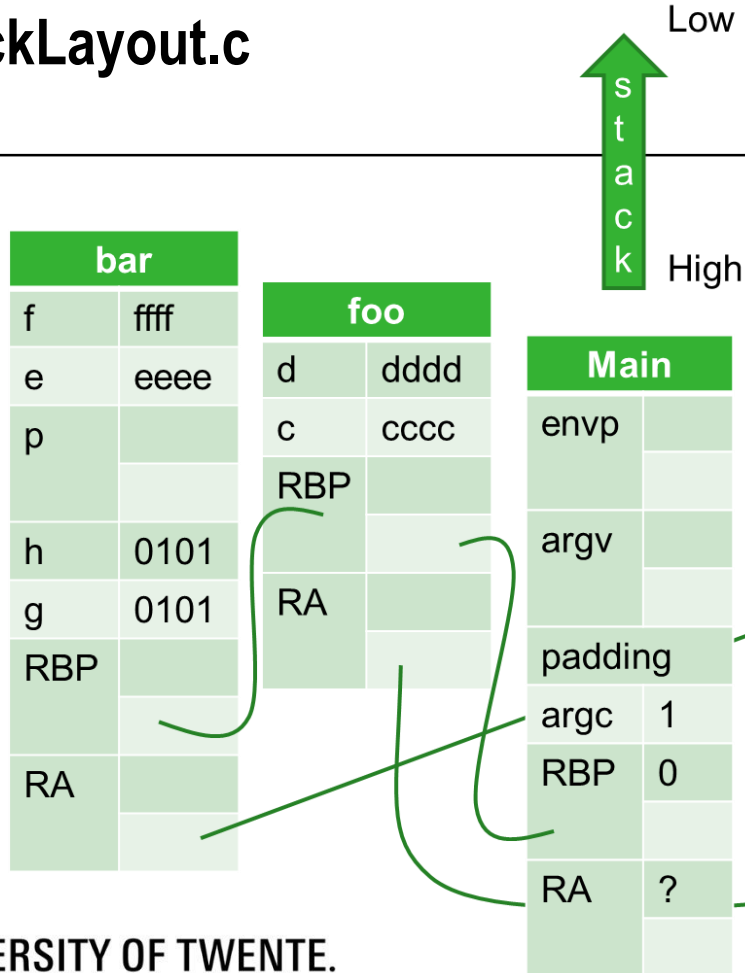 ckLayout.c
Low
s
t
a
c
k
High
bar
f ffff
e eeee
p
h 0101
g 0101
RBP
RA
foo
d dddd
c cccc
RBP
RA
Main
envp
argv
padding
argc 1
RBP 0
RA ?
ERSITY OF TWENTE.